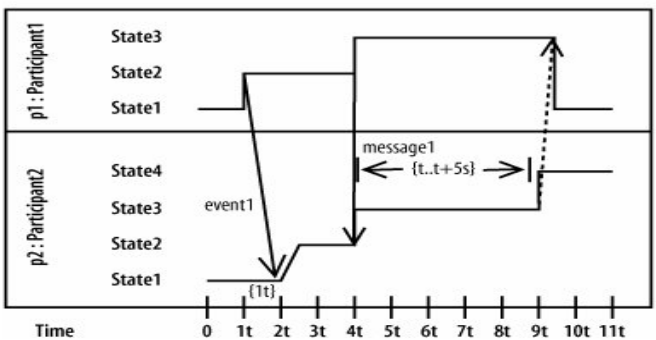 p1: Participant1
State3
State2
State1
p2: Participant2
State4
State3
State2
State1
event1
{1t}
message1
{t..t+5s}
Time 0 1t 2t 3t 4t 5t 6t 7t 8t 9t 10t 11t